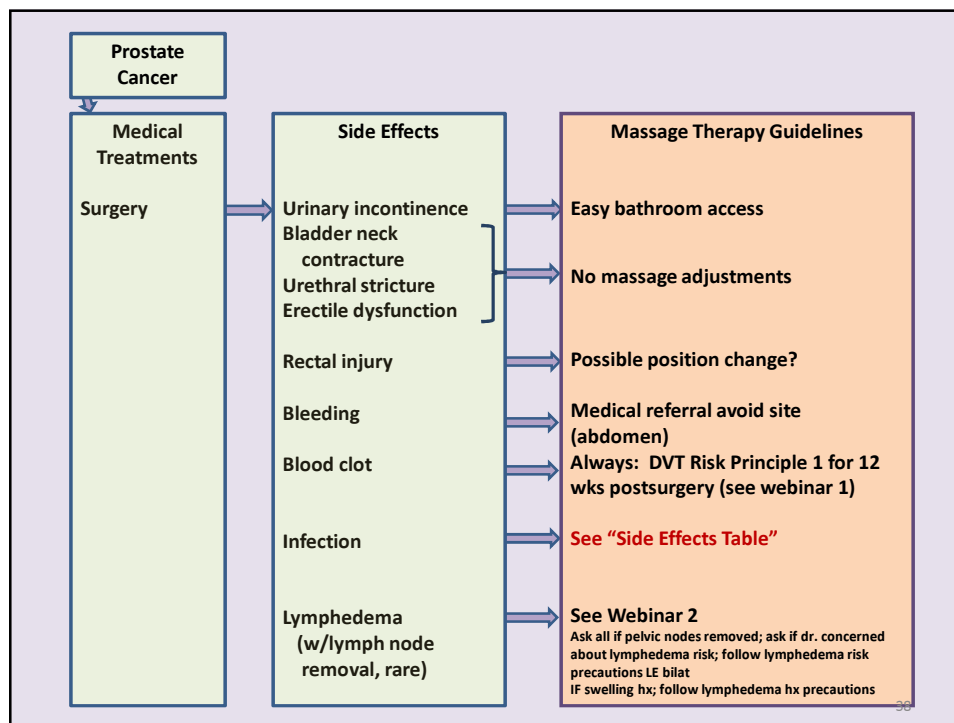 Prostate
Cancer
Medical
Treatments
Surgery
Side Effects
Urinary incontinence
Bladder neck
contracture
Urethral stricture
Erectile dysfunction
Rectal injury
Bleeding
Blood clot
Infection
Lymphedema
(w/lymph node
removal, rare)
Massage Therapy Guidelines
Easy bathroom access
No massage adjustments
Possible position change?
Medical referral avoid site
(abdomen)
Always:  DVT Risk Principle 1 for 12
wks postsurgery (see webinar 1)
See “Side Effects Table”
See Webinar 2
Ask all if pelvic nodes removed; ask if dr. concerned
about lymphedema risk; follow lymphedema risk
precautions LE bilat
IF swelling hx; follow lymphedema hx precautions
38